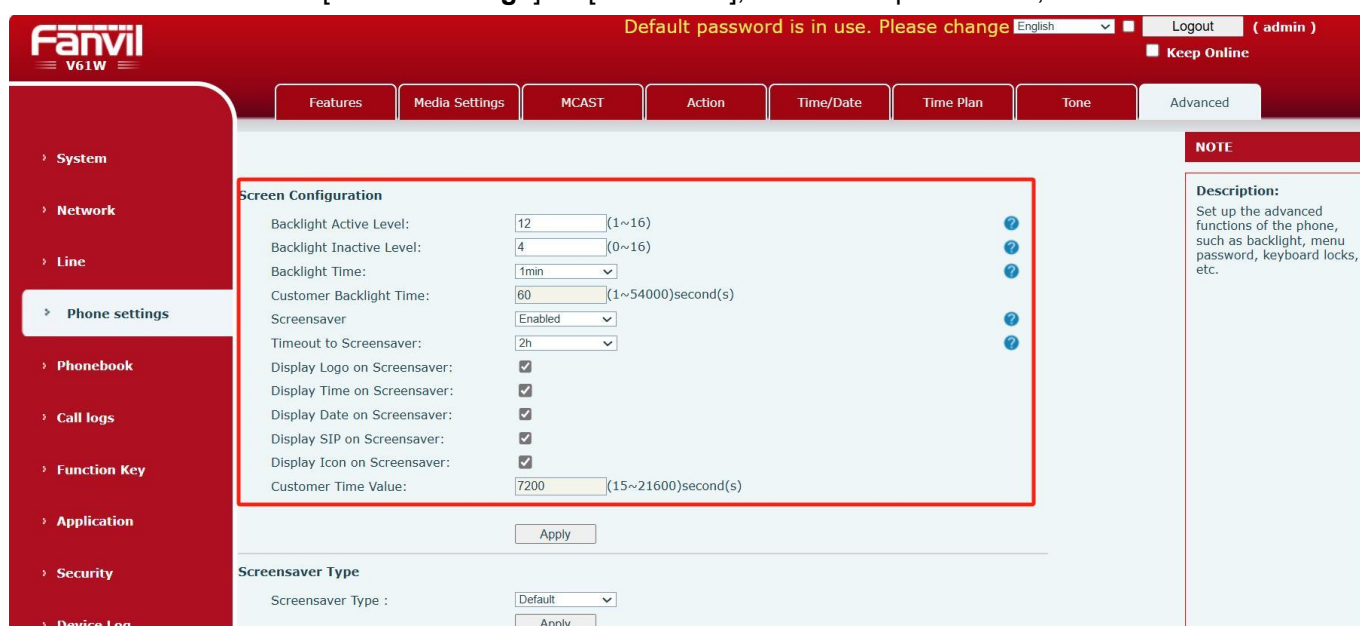 Fanvil
V61W
Default password is in use. Please change
English
Logout
( admin )
Keep Online
Features
Media Settings
MCAST
Action
Time/Date
Time Plan
Tone
Advanced
System
Network
Line
Phone settings
Phonebook
Call logs
Function Key
Application
Security
Device Log
Screen Configuration
Backlight Active Level: 12 (1~16)
Backlight Inactive Level: 4 (0~16)
Backlight Time: 1min
Customer Backlight Time: 60 (1~54000)second(s)
Screensaver Enabled
Timeout to Screensaver: 2h
Display Logo on Screensaver:
Display Time on Screensaver:
Display Date on Screensaver:
Display SIP on Screensaver:
Display Icon on Screensaver:
Customer Time Value: 7200 (15~21600)second(s)
Apply
Screensaver Type
Screensaver Type : Default
Apply
NOTE
Description:
Set up the advanced
functions of the phone,
such as backlight, menu
password, keyboard locks,
etc.